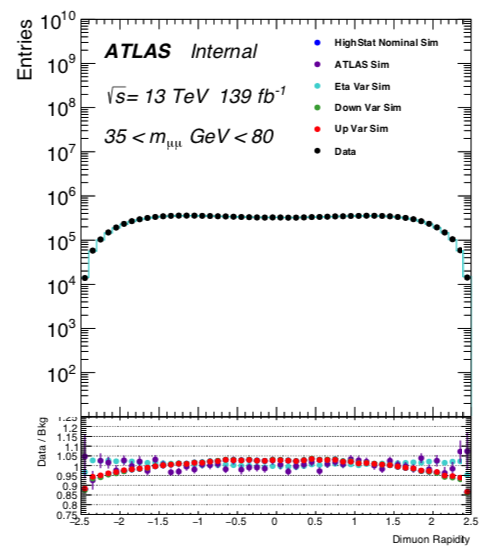 Entries
10^10
10^9
10^8
10^7
10^6
10^5
10^4
10^3
10^2
ATLAS Internal
√s= 13 TeV 139 fb⁻¹
35 < m_μμ GeV < 80
HighStat Nominal Sim
ATLAS Sim
Eta Var Sim
Down Var Sim
Up Var Sim
Data
Data / Bkg
1.25
1.2
1.15
1.1
1.05
1
0.95
0.9
0.85
0.8
0.75
−2.5 −2 −1.5 −1 −0.5 0 0.5 1 1.5 2 2.5
Dimuon Rapidity